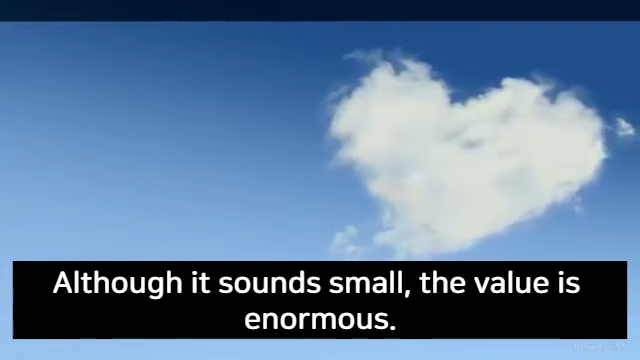 Although it sounds small, the value is
enormous.